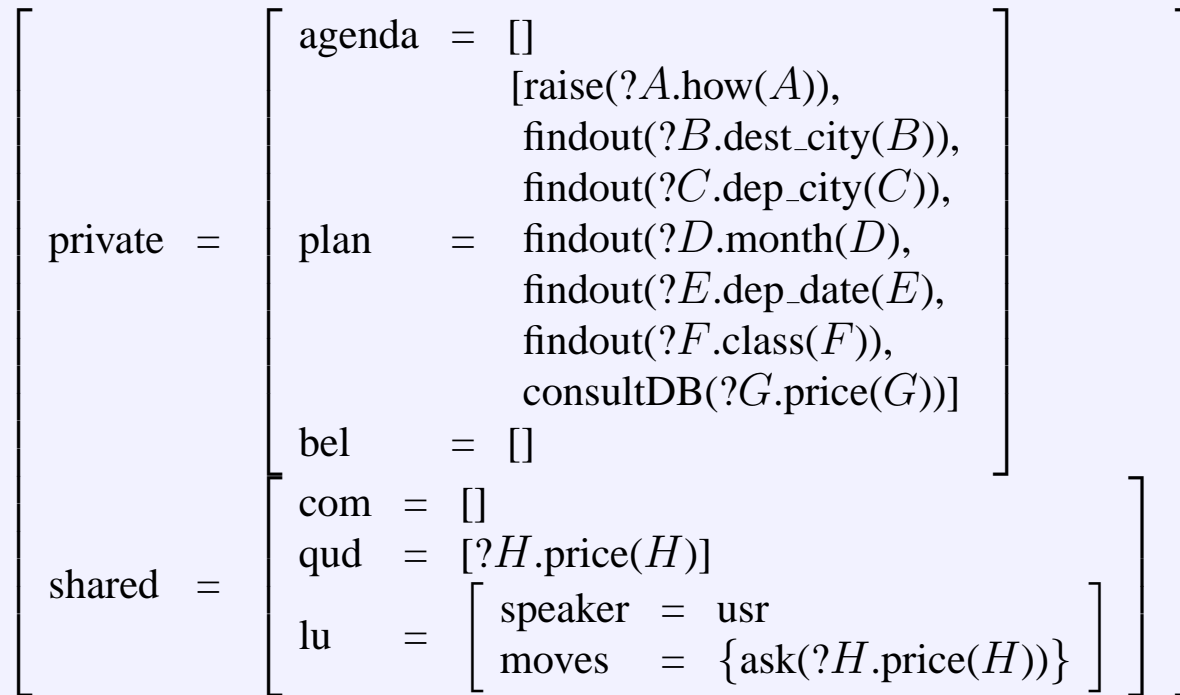 agenda = []
[raise(?A.how(A)),
findout(?B.dest_city(B)),
findout(?C.dep_city(C)),
private = plan = findout(?D.month(D),
findout(?E.dep_date(E),
findout(?F.class(F)),
consultDB(?G.price(G))]
bel = []
com = []
qud = [?H.price(H)]
shared =
speaker = usr
lu =
moves = {ask(?H.price(H))}